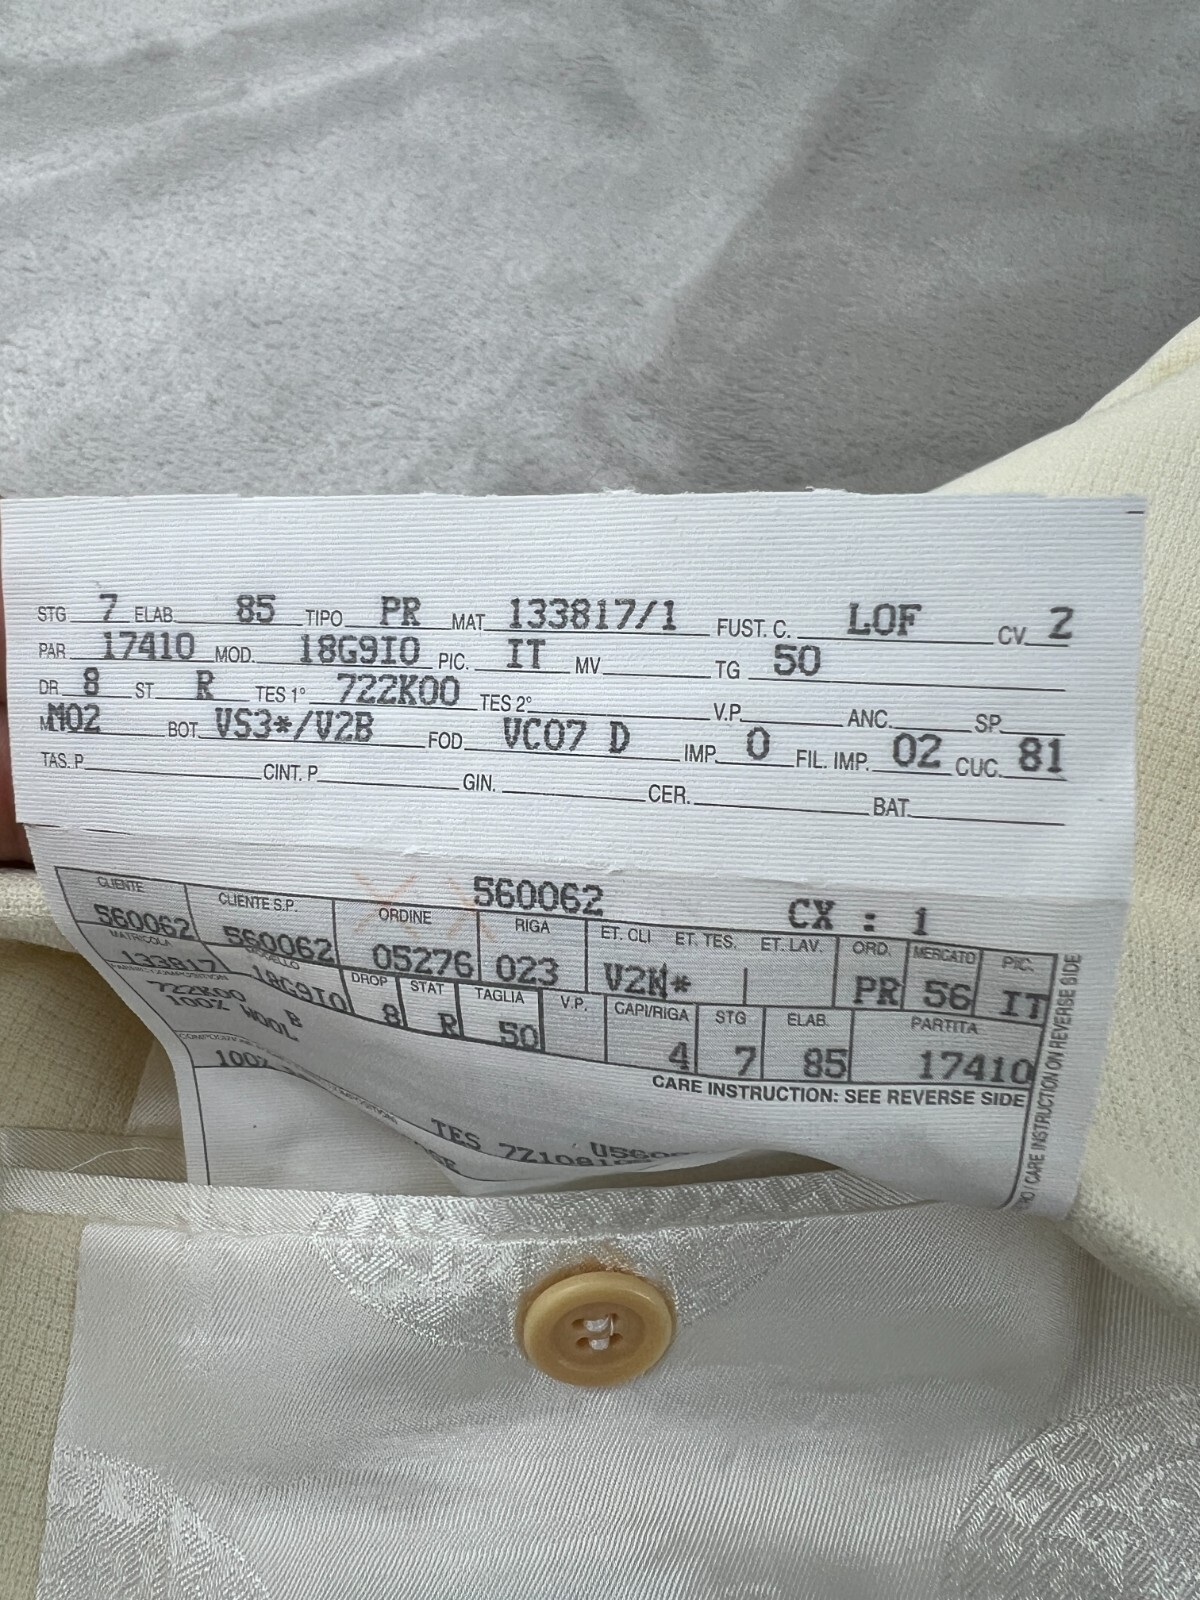 STG 7 ELAB. 85 TIPO PR MAT. 133817/1 FUST. C. LOF CV. 2
PAR. 17410 MOD. 18G9IO PIC. IT MV. TG 50
DR. 8 ST. R TES 1° 722K00 TES 2° V.P. ANC. SP.
M. M02 BOT. VS3*/V2B FOD. VC07 D IMP. 0 FIL. IMP. 02 CUC. 81
TAS. P. CINT. P. GIN. CER. BAT.
560062 CX : 1
CLIENTE CLIENTE S.P. ORDINE RIGA ET. CLI ET. TES. ET. LAV. ORD. MERCATO PIC.
560062 560062 05276 023 V2N* PR 56 IT
MATRICOLA MODELLO DROP STAT TAGLIA V.P. CAPI/RIGA STG ELAB. PARTITA
133817 18G9IO 8 R 50 4 7 85 17410
722K00 B
100% WOOL
CARE INSTRUCTION: SEE REVERSE SIDE
100%
TES
CARE INSTRUCTION ON REVERSE SIDE